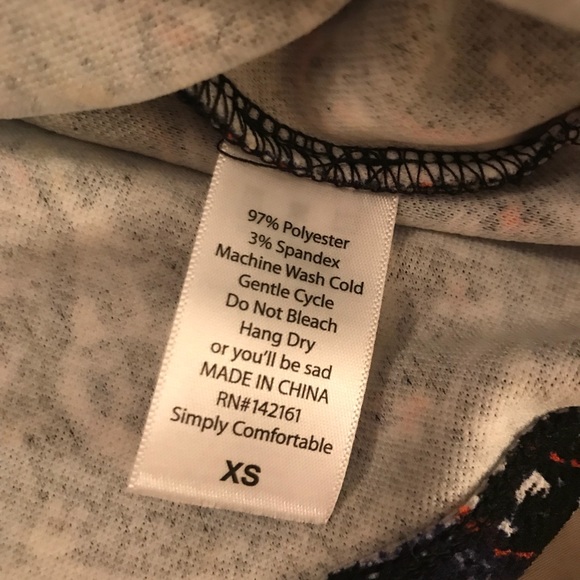 97% Polyester
3% Spandex
Machine Wash Cold
Gentle Cycle
Do Not Bleach
Hang Dry
or you'll be sad
MADE IN CHINA
RN#142161
Simply Comfortable
XS